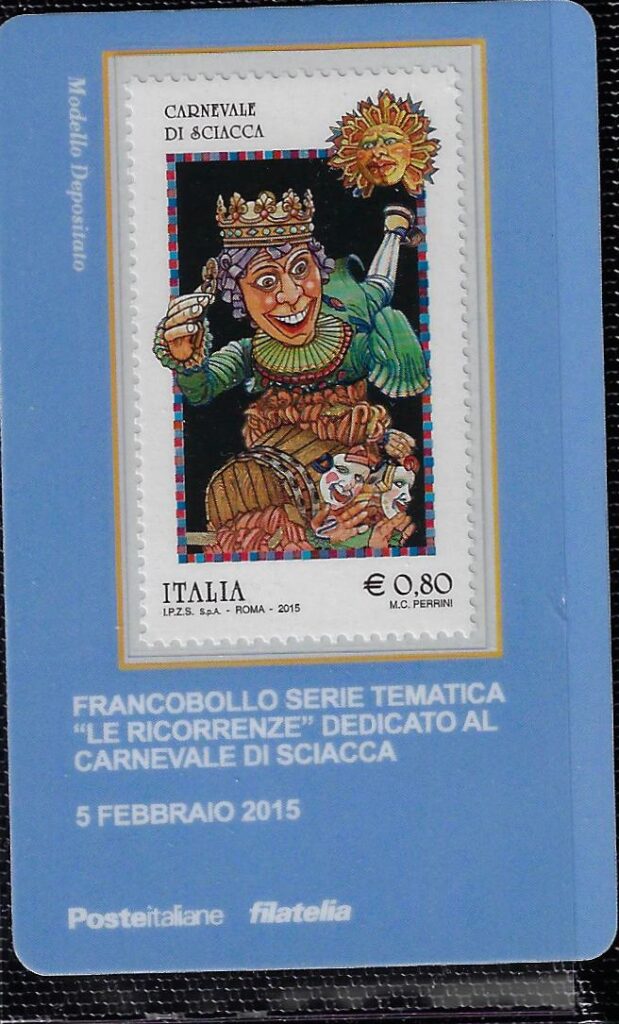 Modello Depositato
CARNEVALE
DI SCIACCA
ITALIA
€ 0,80
I.P.Z.S. S.p.A. - ROMA - 2015
M.C. PERRINI
FRANCOBOLLO SERIE TEMATICA
“LE RICORRENZE” DEDICATO AL
CARNEVALE DI SCIACCA
5 FEBBRAIO 2015
Posteitaliane filatelia